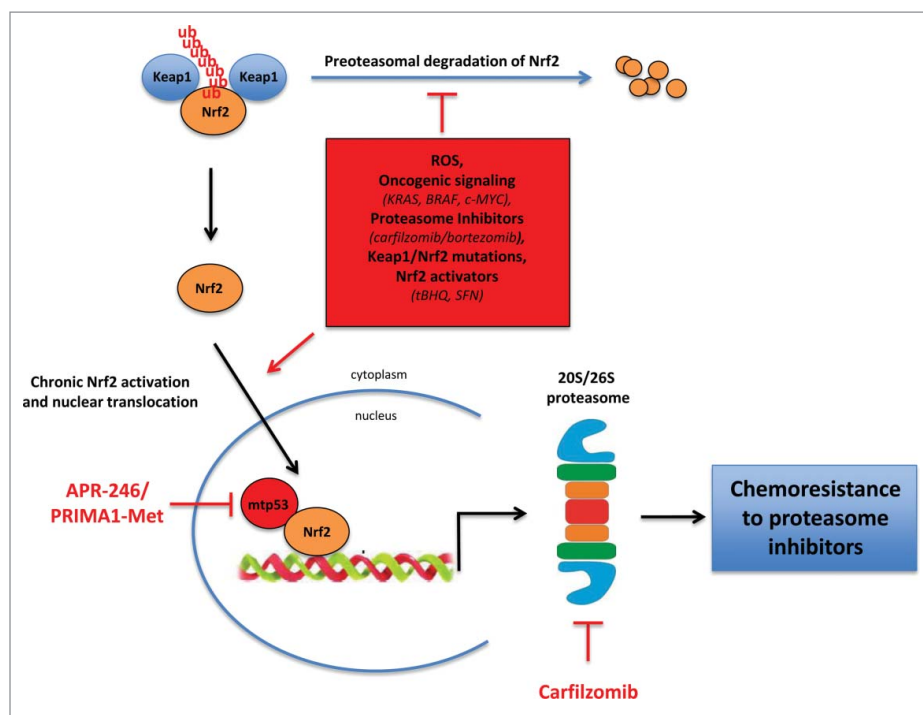 ub
ub
ub
ub
ub
ub
Keap1
Keap1
Nrf2
Preoteasomal degradation of Nrf2
ROS,
Oncogenic signaling
(KRAS, BRAF, c-MYC),
Proteasome Inhibitors
(carfilzomib/bortezomib),
Keap1/Nrf2 mutations,
Nrf2 activators
(tBHQ, SFN)
Nrf2
Chronic Nrf2 activation
and nuclear translocation
cytoplasm
nucleus
20S/26S
proteasome
APR-246/
PRIMA1-Met
mtp53
Nrf2
Chemoresistance
to proteasome
inhibitors
Carfilzomib